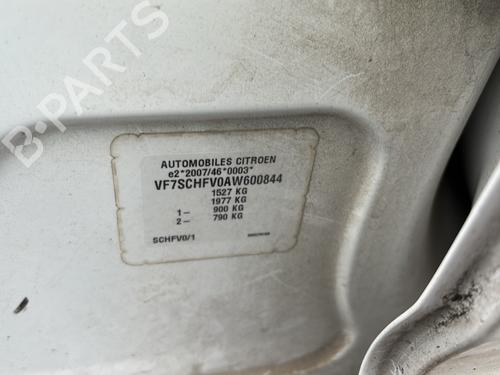 AUTOMOBILES CITROEN
e2*2007/46*0003*
VF7SCHFV0AW600844
1527 KG
1977 KG
1– 900 KG
2– 790 KG
SCHFV0/1
B-PARTS